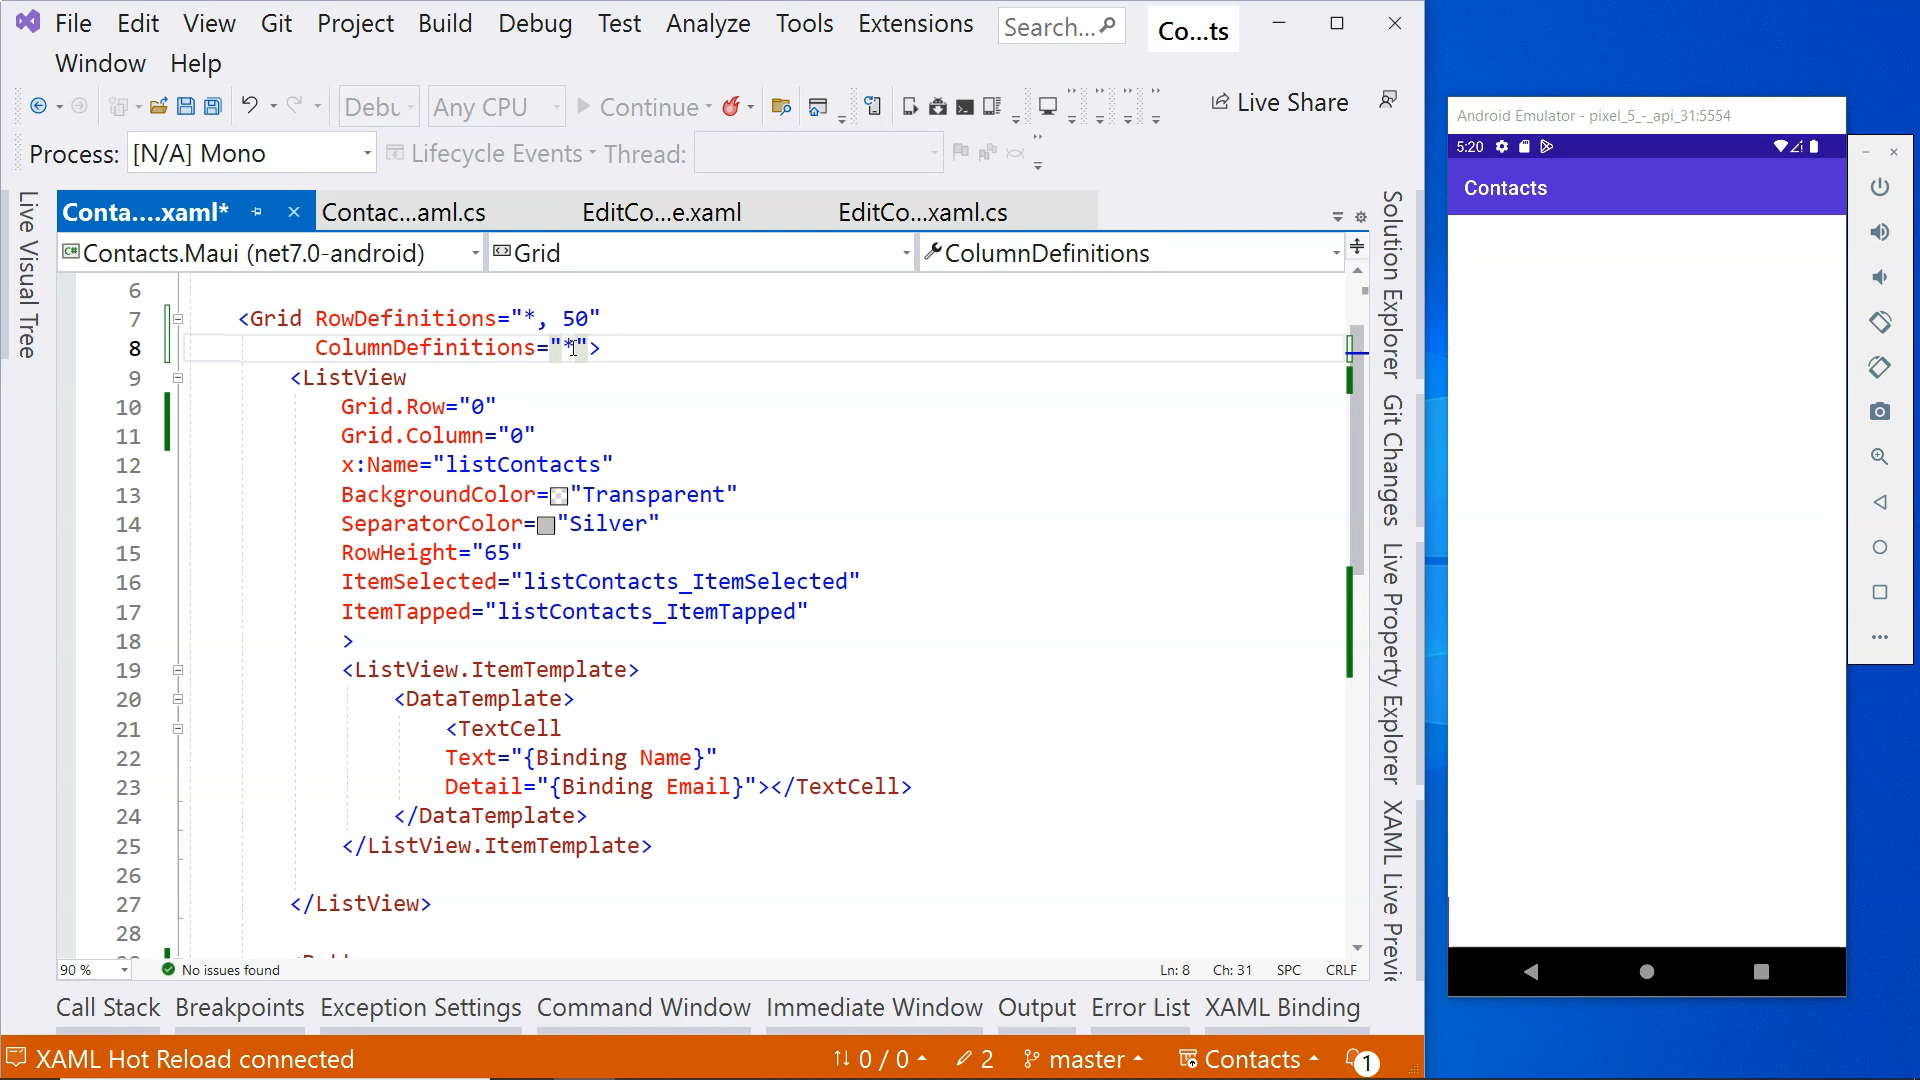 File Edit View Git Project Build Debug Test Tools Analyze Extensions Search... Co...ts
Window Help
Debu Any CPU Continue Live Share
Process: [N/A] Mono Lifecycle Events Thread:
Live Visual Tree
Conta....xaml* Contac...aml.cs EditCo...e.xaml EditCo...xaml.cs
Contacts.Maui (net7.0-android) Grid ColumnDefinitions
6
7 <Grid RowDefinitions="*, 50"
8 ColumnDefinitions="*">
9 <ListView
10 Grid.Row="0"
11 Grid.Column="0"
12 x:Name="listContacts"
13 BackgroundColor="Transparent"
14 SeparatorColor="Silver"
15 RowHeight="65"
16 ItemSelected="listContacts_ItemSelected"
17 ItemTapped="listContacts_ItemTapped"
18 >
19 <ListView.ItemTemplate>
20 <DataTemplate>
21 <TextCell
22 Text="{Binding Name}"
23 Detail="{Binding Email}"></TextCell>
24 </DataTemplate>
25 </ListView.ItemTemplate>
26
27 </ListView>
28
90 % No issues found Ln: 8 Ch: 31 SPC CRLF
Solution Explorer
Git Changes
Live Property Explorer
XAML Live Previe
Call Stack Breakpoints Exception Settings Command Window Immediate Window Output Error List XAML Binding
XAML Hot Reload connected 0 / 0 2 master Contacts 1
Android Emulator - pixel_5_-_api_31:5554
5:20
Contacts